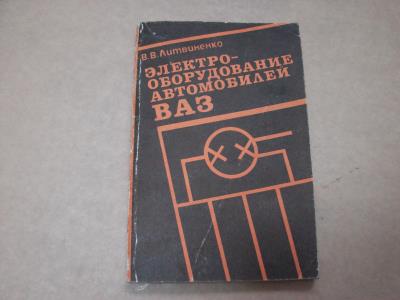 В.В.Литвиненко
ЭЛЕКТРО-
ОБОРУДОВАНИЕ
АВТОМОБИЛЕЙ
ВАЗ